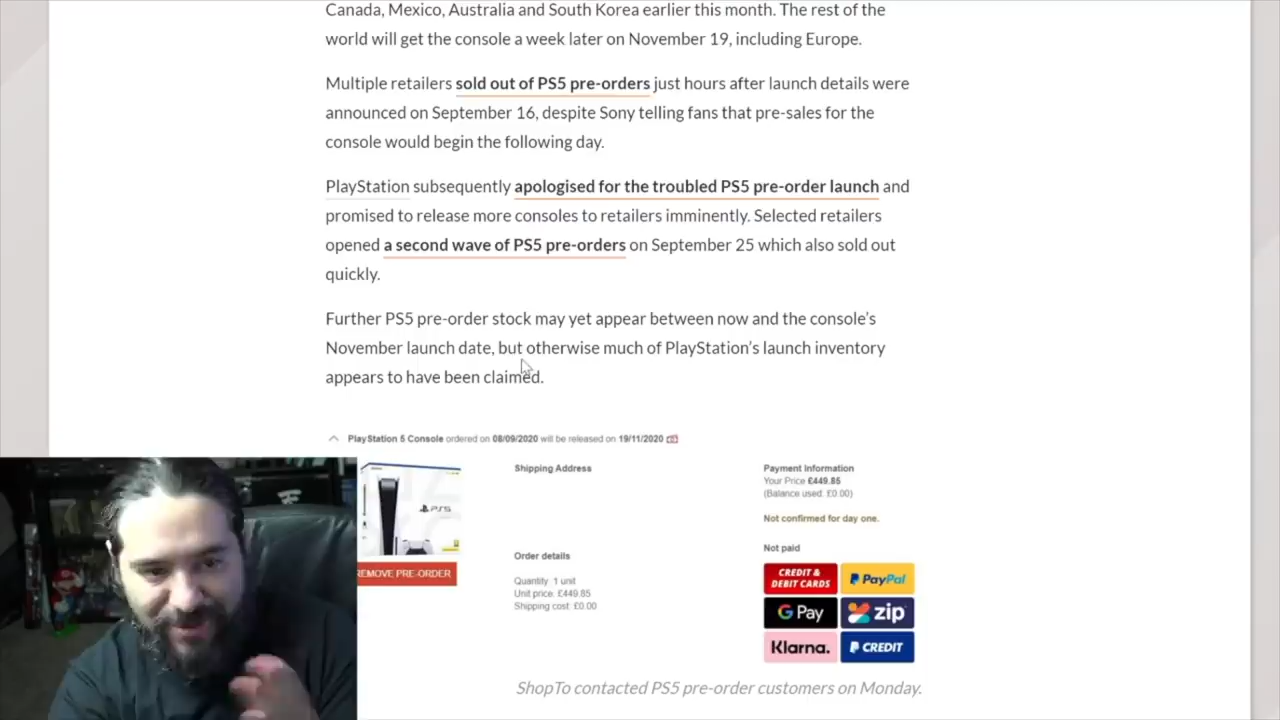 Canada, Mexico, Australia and South Korea earlier this month. The rest of the
world will get the console a week later on November 19, including Europe.
Multiple retailers sold out of PS5 pre-orders just hours after launch details were
announced on September 16, despite Sony telling fans that pre-sales for the
console would begin the following day.
PlayStation subsequently apologised for the troubled PS5 pre-order launch and
promised to release more consoles to retailers imminently. Selected retailers
opened a second wave of PS5 pre-orders on September 25 which also sold out
quickly.
Further PS5 pre-order stock may yet appear between now and the console's
November launch date, but otherwise much of PlayStation's launch inventory
appears to have been claimed.
PlayStation 5 Console ordered on 08/09/2020 will be released on 19/11/2020
PS5
REMOVE PRE-ORDER
Shipping Address
Order details
Quantity 1 unit
Unit price: £449.85
Shipping cost: £0.00
Payment Information
Your Price £449.85
(Balance used: £0.00)
Not confirmed for day one.
Not paid
CREDIT & DEBIT CARDS
PayPal
G Pay
zip
Klarna.
CREDIT
ShopTo contacted PS5 pre-order customers on Monday.